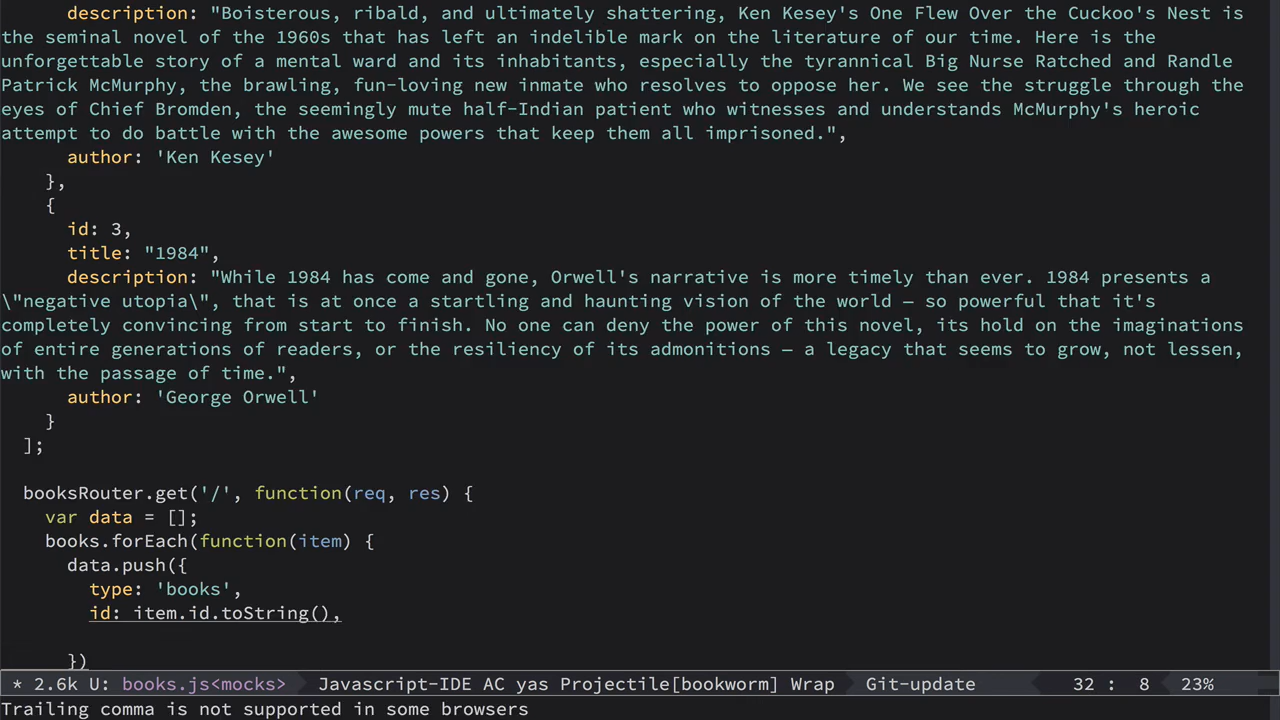 description: "Boisterous, ribald, and ultimately shattering, Ken Kesey's One Flew Over the Cuckoo's Nest is
the seminal novel of the 1960s that has left an indelible mark on the literature of our time. Here is the
unforgettable story of a mental ward and its inhabitants, especially the tyrannical Big Nurse Ratched and Randle
Patrick McMurphy, the brawling, fun-loving new inmate who resolves to oppose her. We see the struggle through the
eyes of Chief Bromden, the seemingly mute half-Indian patient who witnesses and understands McMurphy's heroic
attempt to do battle with the awesome powers that keep them all imprisoned.",
author: 'Ken Kesey'
},
{
id: 3,
title: "1984",
description: "While 1984 has come and gone, Orwell's narrative is more timely than ever. 1984 presents a
\"negative utopia\", that is at once a startling and haunting vision of the world — so powerful that it's
completely convincing from start to finish. No one can deny the power of this novel, its hold on the imaginations
of entire generations of readers, or the resiliency of its admonitions — a legacy that seems to grow, not lessen,
with the passage of time.",
author: 'George Orwell'
}
];
booksRouter.get('/', function(req, res) {
var data = [];
books.forEach(function(item) {
data.push({
type: 'books',
id: item.id.toString(),
})
* 2.6k U: books.js<mocks> Javascript-IDE AC yas Projectile[bookworm] Wrap Git-update 32 : 8 23%
Trailing comma is not supported in some browsers